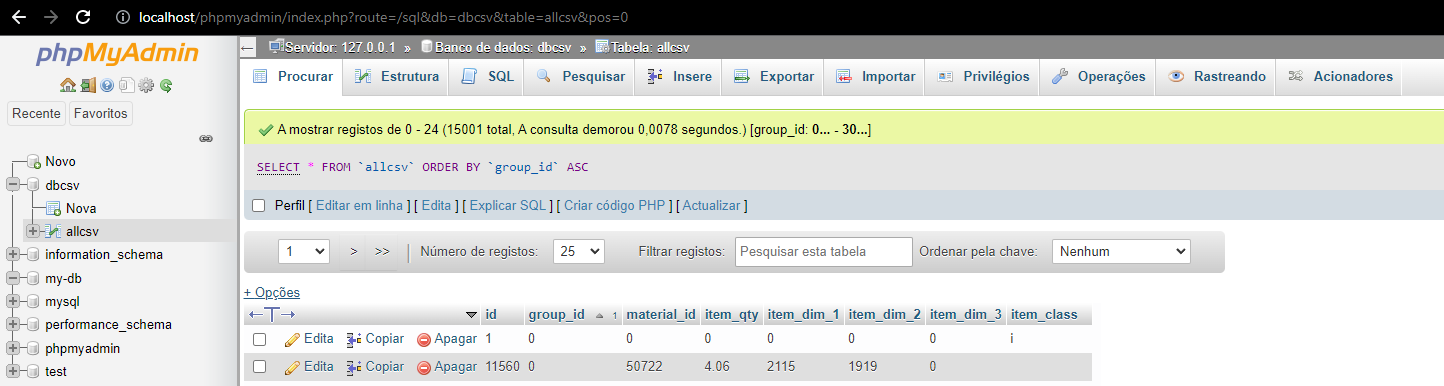 localhost/phpmyadmin/index.php?route=/sql&db=dbcsv&table=allcsv&pos=0
phpMyAdmin
Recente Favoritos
Novo
dbcsv
Nova
allcsv
information_schema
my-db
mysql
performance_schema
phpmyadmin
test
Servidor: 127.0.0.1 » Banco de dados: dbcsv » Tabela: allcsv
Procurar Estrutura SQL Pesquisar Insere Exportar Importar Privilégios Operações Rastreando Acionadores
A mostrar registos de 0 - 24 (15001 total, A consulta demorou 0,0078 segundos.) [group_id: 0... - 30...]
SELECT * FROM `allcsv` ORDER BY `group_id` ASC
Perfil [ Editar em linha ] [ Edita ] [ Explicar SQL ] [ Criar código PHP ] [ Actualizar ]
1 > >> | Número de registos: 25 Filtrar registos: Pesquisar esta tabela Ordenar pela chave: Nenhum
+ Opções
←T→ id group_id 1 material_id item_qty item_dim_1 item_dim_2 item_dim_3 item_class
Edita Copiar Apagar 1 0 0 0 0 0 0 i
Edita Copiar Apagar 11560 0 50722 4.06 2115 1919 0